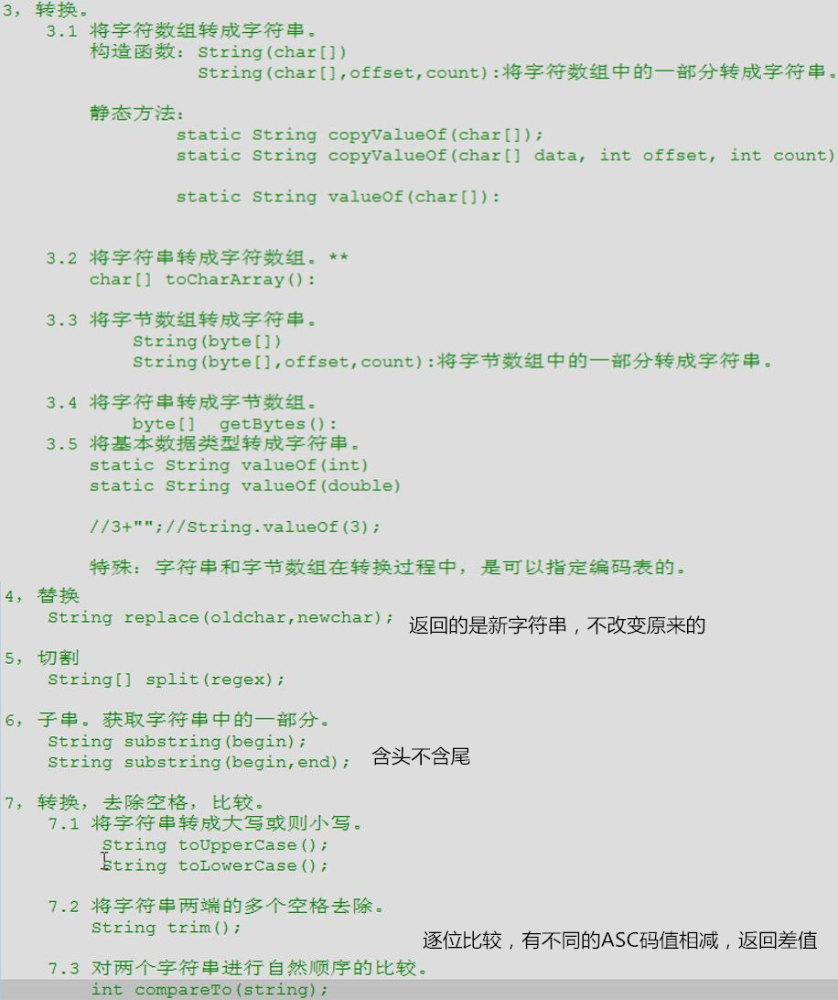 3，转换。
3.1 将字符数组转成字符串。
构造函数：String(char[])
String(char[],offset,count):将字符数组中的一部分转成字符串。
静态方法：
static String copyValueOf(char[]);
static String copyValueOf(char[] data, int offset, int count)
static String valueOf(char[]):
3.2 将字符串转成字符数组。**
char[] toCharArray():
3.3 将字节数组转成字符串。
String(byte[])
String(byte[],offset,count):将字节数组中的一部分转成字符串。
3.4 将字符串转成字节数组。
byte[]  getBytes():
3.5 将基本数据类型转成字符串。
static String valueOf(int)
static String valueOf(double)
//3+"";//String.valueOf(3);
特殊：字符串和字节数组在转换过程中，是可以指定编码表的。
4，替换
String replace(oldchar,newchar); 返回的是新字符串，不改变原来的
5，切割
String[] split(regex);
6，子串。获取字符串中的一部分。
String substring(begin);
String substring(begin,end); 含头不含尾
7，转换，去除空格，比较。
7.1 将字符串转成大写或则小写。
String toUpperCase();
String toLowerCase();
7.2 将字符串两端的多个空格去除。
String trim();
逐位比较，有不同的ASC码值相减，返回差值
7.3 对两个字符串进行自然顺序的比较。
int compareTo(string);